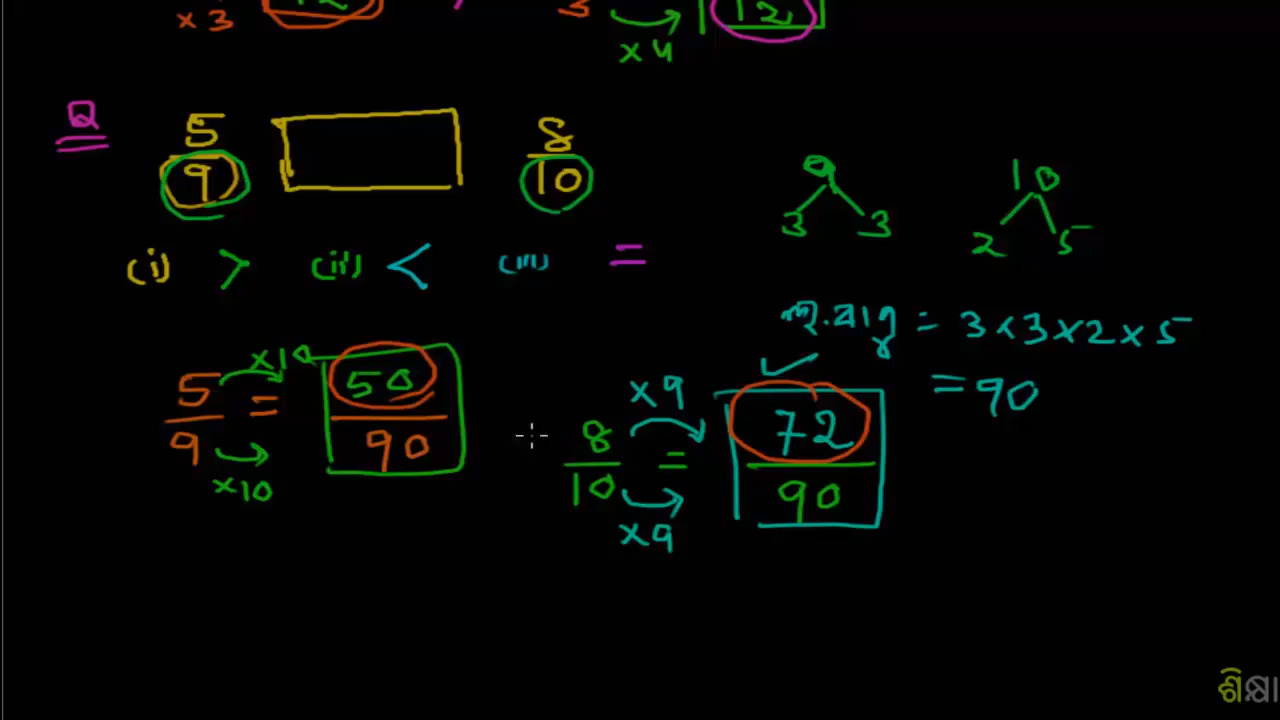 ×3 12 3 ×4 12
Q 5/9 8/10
9 10
3 3 2 5
(i) > (ii) < (iii) =
ଲ.ସା.ଗୁ = 3×3×2×5
= 90
5/9 ×10 ×10 = 50/90
8/10 ×9 ×9 = 72/90
ଶିକ୍ଷା